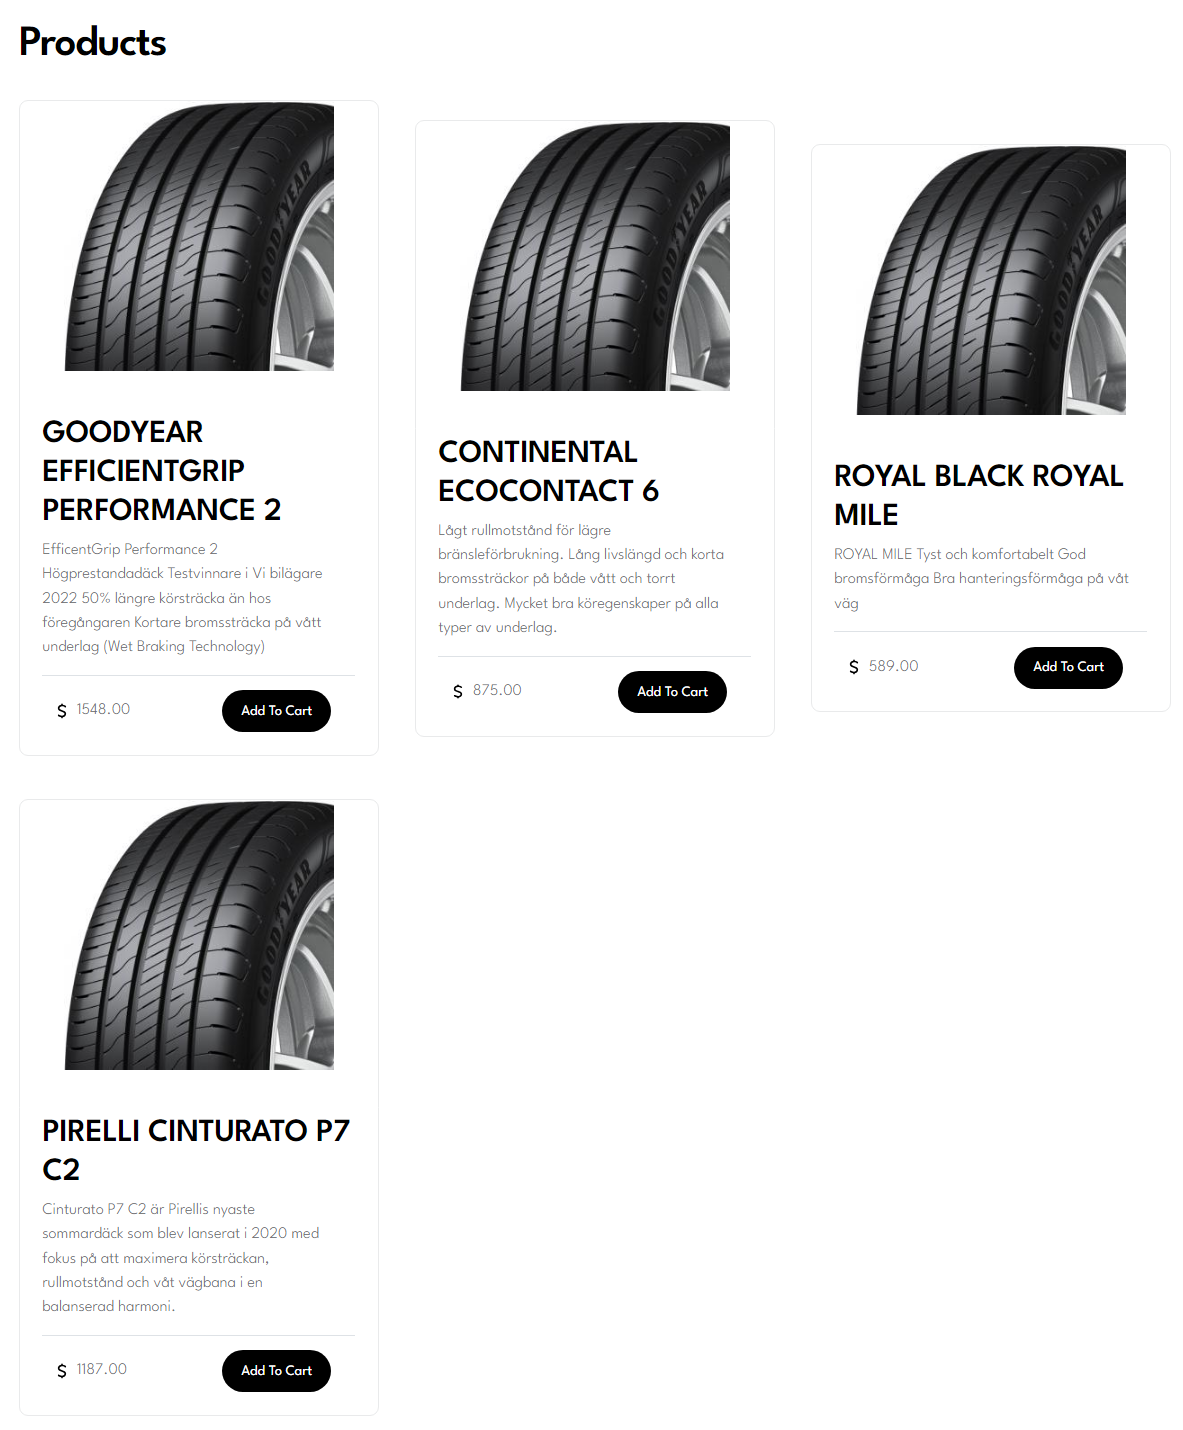 Products
GOODYEAR
GOODYEAR
EFFICIENTGRIP
PERFORMANCE 2
EfficentGrip Performance 2
Högprestandadäck Testvinnare i Vi bilägare
2022 50% längre körsträcka än hos
föregångaren Kortare bromssträcka på vått
underlag (Wet Braking Technology)
$ 1548.00
Add To Cart
GOODYEAR
CONTINENTAL
ECOCONTACT 6
Lågt rullmotstånd för lägre
bränsleförbrukning. Lång livslängd och korta
bromssträckor på både vått och torrt
underlag. Mycket bra köregenskaper på alla
typer av underlag.
$ 875.00
Add To Cart
GOODYEAR
ROYAL BLACK ROYAL
MILE
ROYAL MILE Tyst och komfortabelt God
bromsförmåga Bra hanteringsförmåga på våt
väg
$ 589.00
Add To Cart
GOODYEAR
PIRELLI CINTURATO P7
C2
Cinturato P7 C2 är Pirellis nyaste
sommardäck som blev lanserat i 2020 med
fokus på att maximera körsträckan,
rullmotstånd och våt vägbana i en
balanserad harmoni.
$ 1187.00
Add To Cart